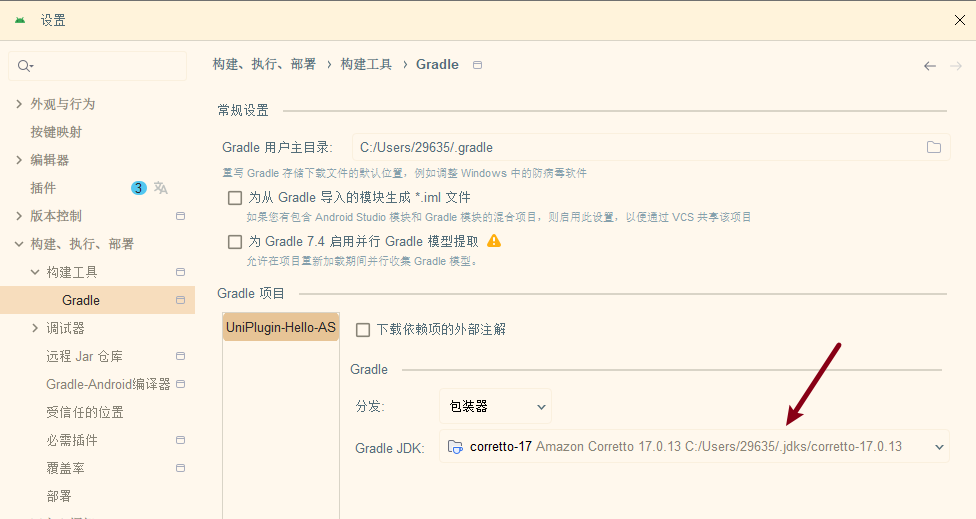 设置
构建、执行、部署 › 构建工具 › Gradle
外观与行为
按键映射
编辑器
插件 3
版本控制
构建、执行、部署
构建工具
Gradle
调试器
远程 Jar 仓库
Gradle-Android编译器
受信任的位置
必需插件
覆盖率
部署
常规设置
Gradle 用户主目录: C:/Users/29635/.gradle
重写 Gradle 存储下载文件的默认位置，例如调整 Windows 中的防病毒软件
为从 Gradle 导入的模块生成 *.iml 文件
如果您有包含 Android Studio 模块和 Gradle 模块的混合项目，则启用此设置，以便通过 VCS 共享该项目
为 Gradle 7.4 启用并行 Gradle 模型提取
允许在项目重新加载期间并行收集 Gradle 模型。
Gradle 项目
UniPlugin-Hello-AS
下载依赖项的外部注解
Gradle
分发: 包装器
Gradle JDK: corretto-17 Amazon Corretto 17.0.13 C:/Users/29635/.jdks/corretto-17.0.13